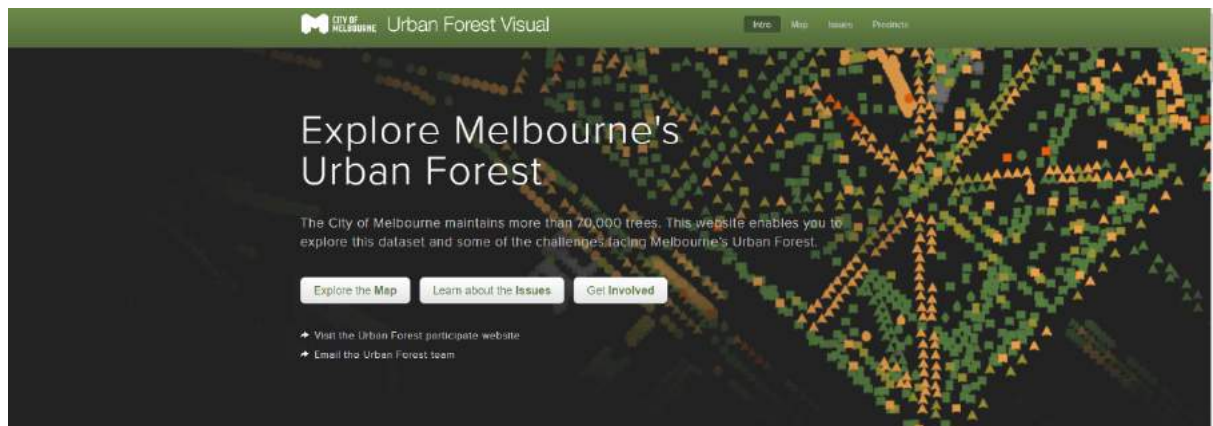 CITY OF
MELBOURNE
Urban Forest Visual
Intro Map Issues Precincts
Explore Melbourne's
Urban Forest
The City of Melbourne maintains more than 70,000 trees. This website enables you to
explore this dataset and some of the challenges facing Melbourne's Urban Forest.
Explore the Map Learn about the Issues Get Involved
Visit the Urban Forest participate website
Email the Urban Forest team